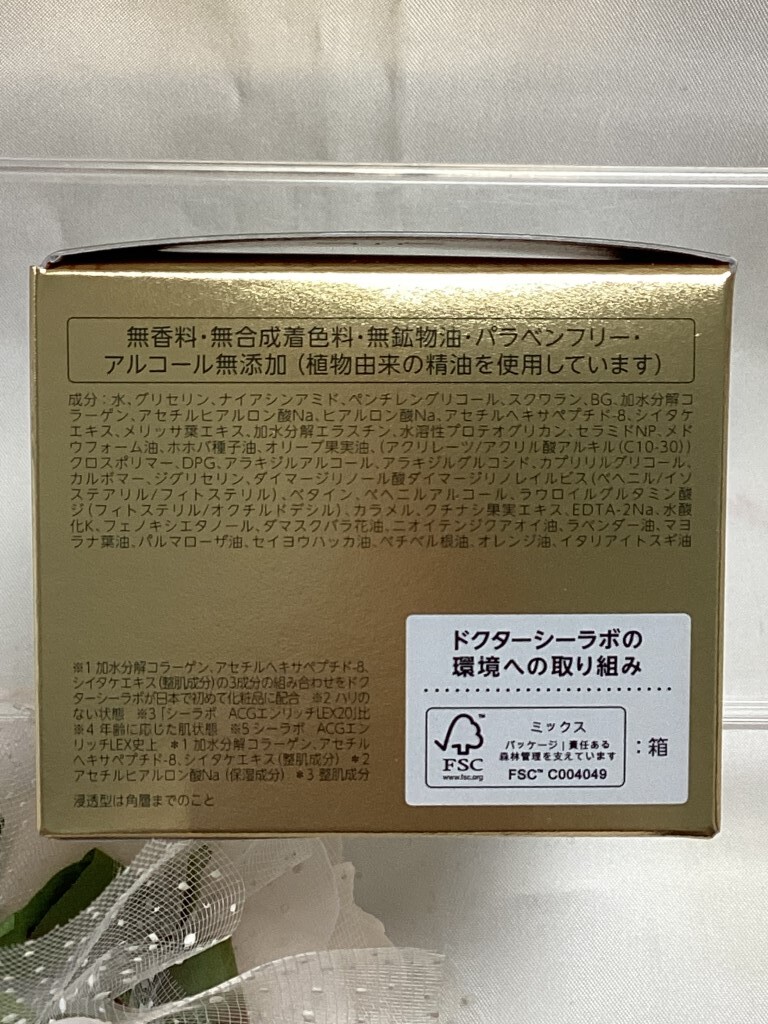 無香料・無合成着色料・無鉱物油・パラベンフリー・
アルコール無添加(植物由来の精油を使用しています)
成分:水、グリセリン、ナイアシンアミド、ペンチレングリコール、スクワラン、BG、加水分解コ
ラーゲン、アセチルヒアルロン酸Na、ヒアルロン酸Na、アセチルヘキサペプチド-8、シイタケ
エキス、メリッサ葉エキス、加水分解エラスチン、水溶性プロテオグリカン、セラミドNP、メド
ウフォーム油、ホホバ種子油、オリーブ果実油、(アクリレーツ/アクリル酸アルキル(C10-30))
クロスポリマー、DPG、アラキジルアルコール、アラキジルグルコシド、カプリリルグリコール、
カルボマー、ジグリセリン、ダイマージリノール酸ダイマージリノレイルビス(ベヘニル/イソ
ステアリル/フィトステリル)、ベタイン、ベヘニルアルコール、ラウロイルグルタミン酸
ジ(フィトステリル/オクチルドデシル)、カラメル、クチナシ果実エキス、EDTA-2Na、水酸
化K、フェノキシエタノール、ダマスクバラ花油、ニオイテンジクアオイ油、ラベンダー油、マヨ
ラナ葉油、パルマローザ油、セイヨウハッカ油、ベチベル根油、オレンジ油、イタリアイトスギ油
※1 加水分解コラーゲン、アセチルヘキサペプチド-8、
シイタケエキス(整肌成分)の3成分の組み合わせをドク
ターシーラボが日本で初めて化粧品に配合 ※2 ハリの
ない状態 ※3「シーラボ ACGエンリッチLEX20」比
※4 年齢に応じた肌状態 ※5 シーラボ ACGエン
リッチLEX史上 *1 加水分解コラーゲン、アセチル
ヘキサペプチド-8、シイタケエキス(整肌成分) *2
アセチルヒアルロン酸Na(保湿成分) *3 整肌成分
浸透型は角層までのこと
ドクターシーラボの
環境への取り組み
FSC
www.fsc.org
ミックス
パッケージ|責任ある
森林管理を支えています
FSC™ C004049
:箱